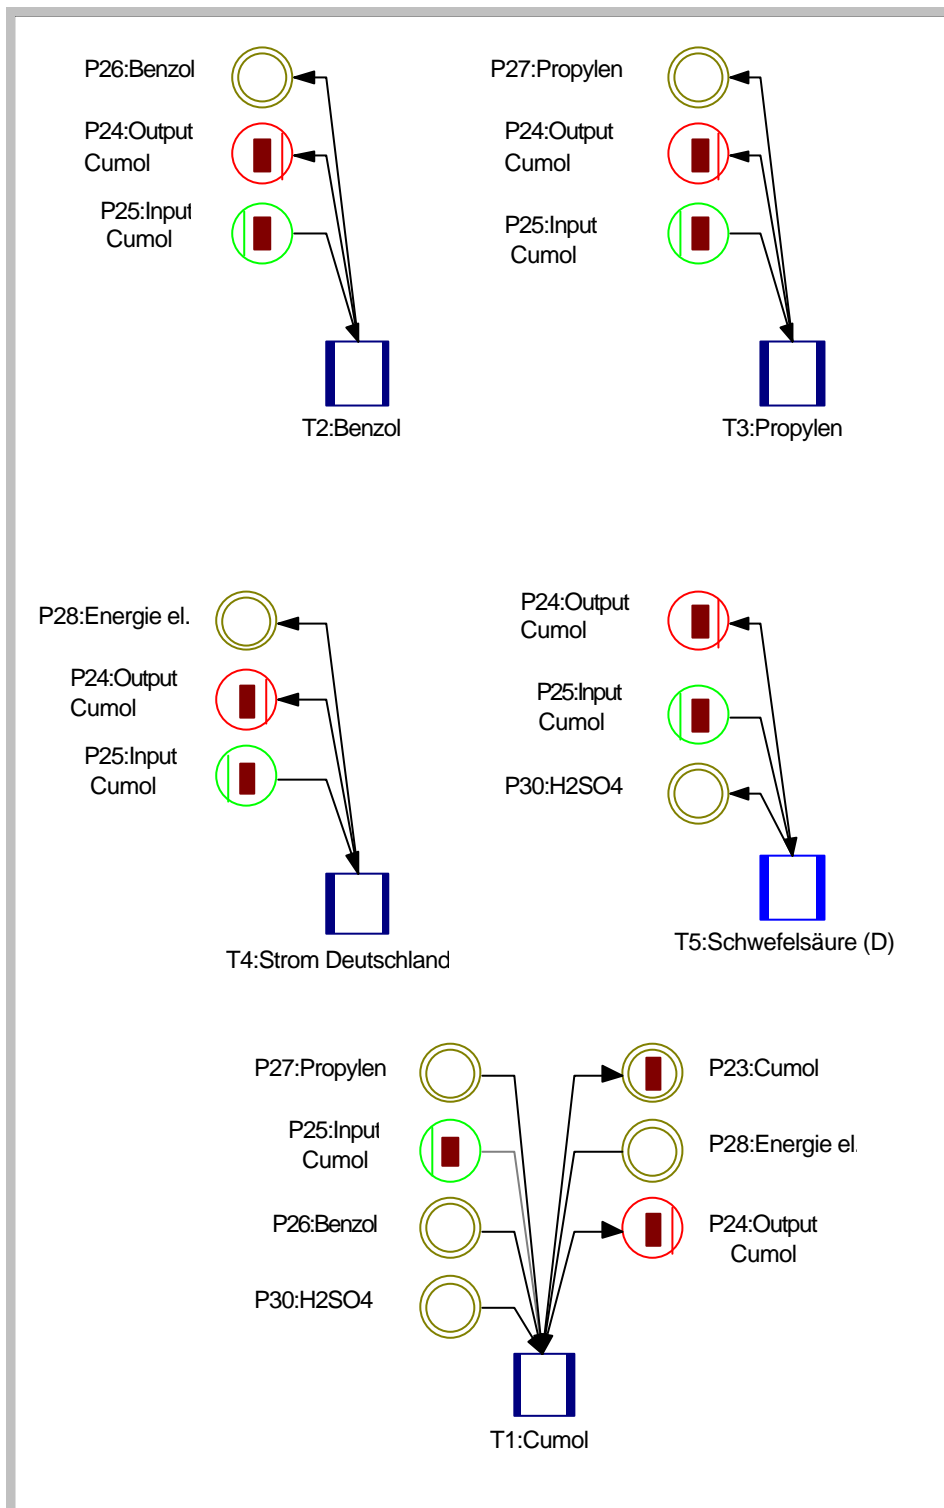 P26:Benzol
P24:Output
Cumol
P25:Input
Cumol
T2:Benzol
P27:Propylen
P24:Output
Cumol
P25:Input
Cumol
T3:Propylen
P28:Energie el.
P24:Output
Cumol
P25:Input
Cumol
T4:Strom Deutschland
P24:Output
Cumol
P25:Input
Cumol
P30:H2SO4
T5:Schwefelsäure (D)
P27:Propylen
P25:Input
Cumol
P26:Benzol
P30:H2SO4
P23:Cumol
P28:Energie el.
P24:Output
Cumol
T1:Cumol